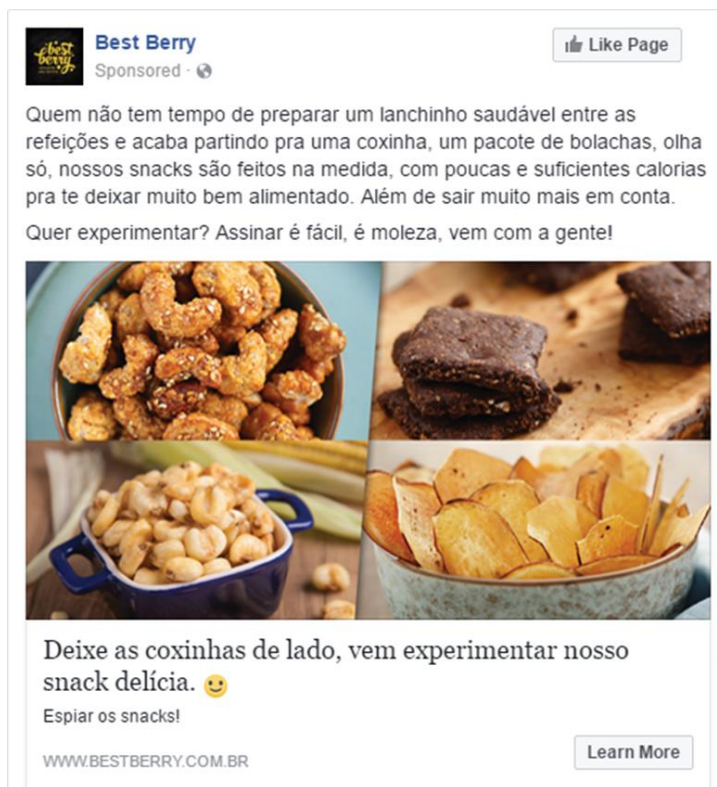 best
berry
Best Berry
Like Page
Sponsored ·
Quem não tem tempo de preparar um lanchinho saudável entre as
refeições e acaba partindo pra uma coxinha, um pacote de bolachas, olha
só, nossos snacks são feitos na medida, com poucas e suficientes calorias
pra te deixar muito bem alimentado. Além de sair muito mais em conta.
Quer experimentar? Assinar é fácil, é moleza, vem com a gente!
Deixe as coxinhas de lado, vem experimentar nosso
snack delícia. 🙂
Espiar os snacks!
WWW.BESTBERRY.COM.BR
Learn More